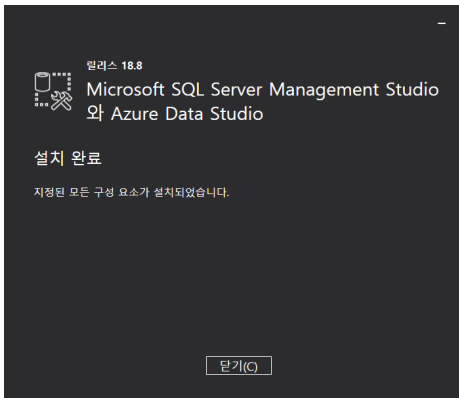 릴리스 18.8
Microsoft SQL Server Management Studio
와 Azure Data Studio
설치 완료
지정된 모든 구성 요소가 설치되었습니다.
닫기(C)